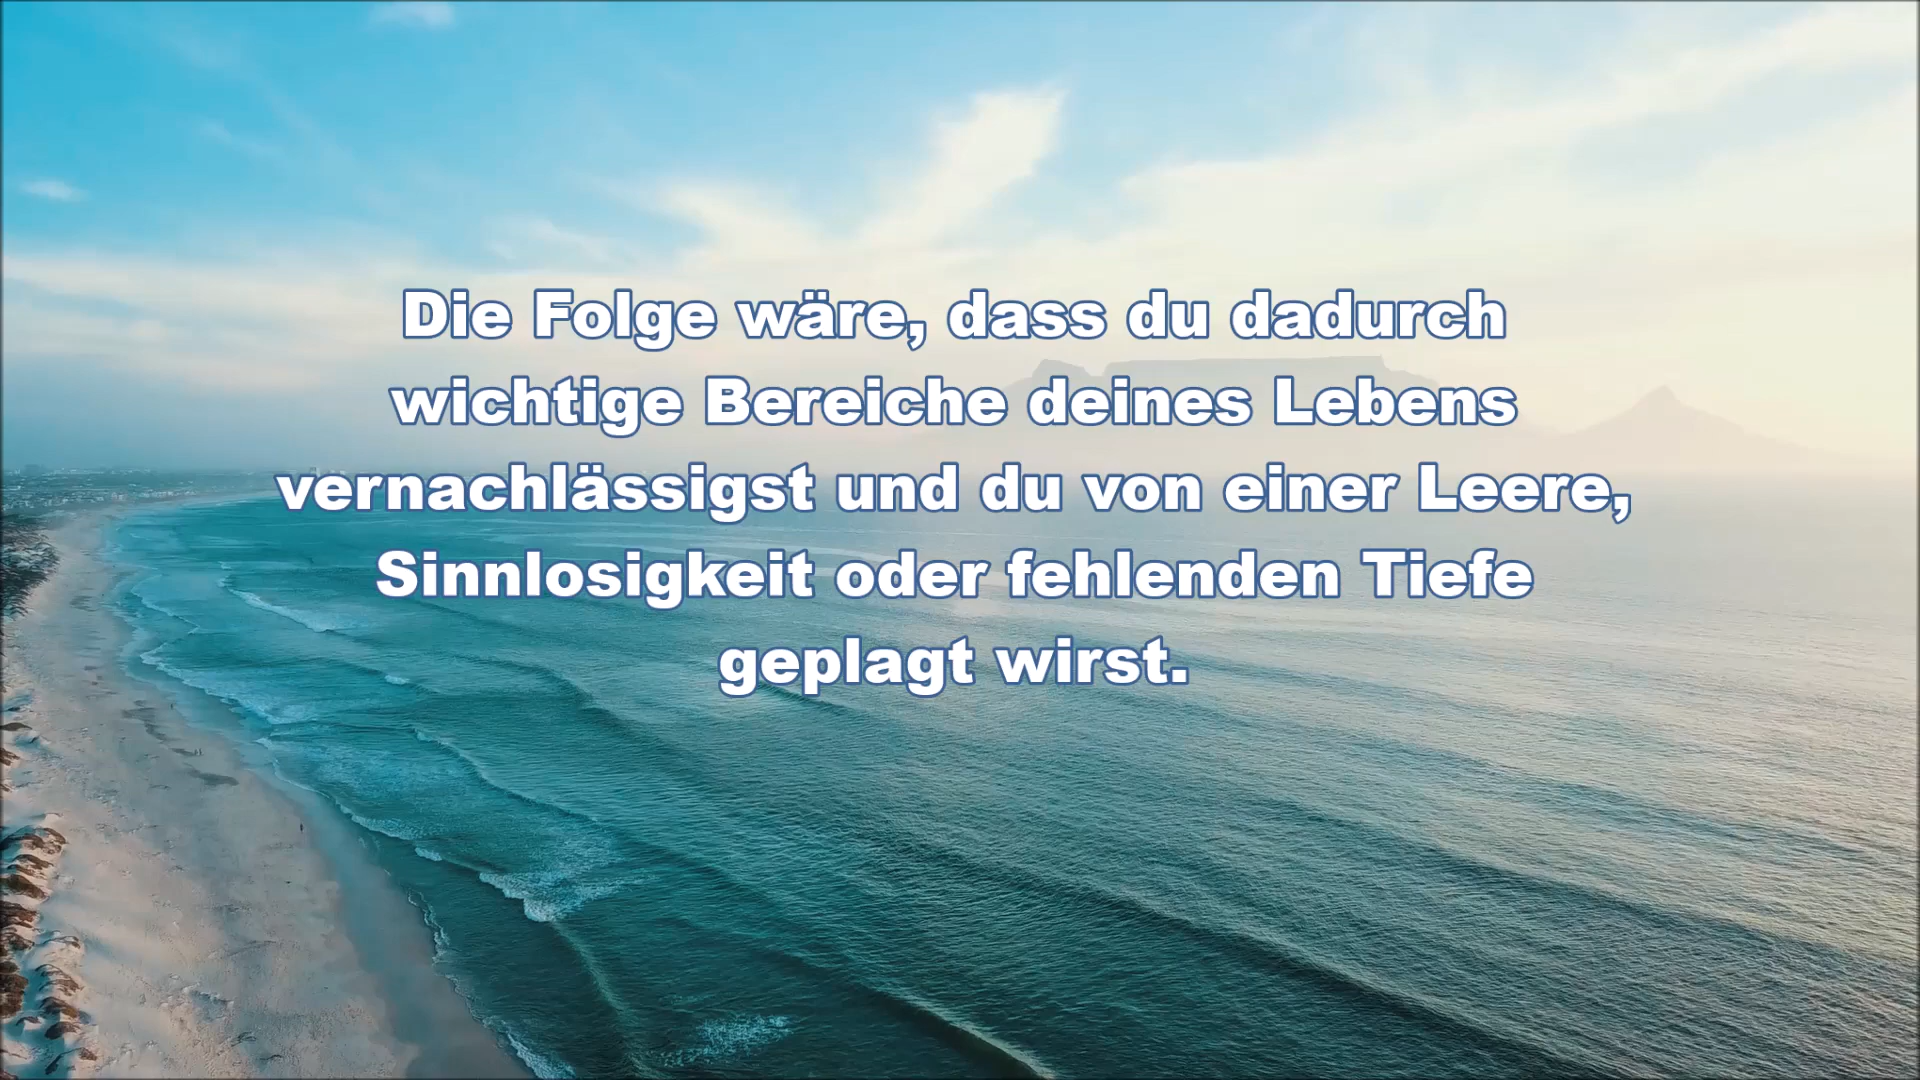 Die Folge wäre, dass du dadurch
wichtige Bereiche deines Lebens
vernachlässigst und du von einer Leere,
Sinnlosigkeit oder fehlenden Tiefe
geplagt wirst.